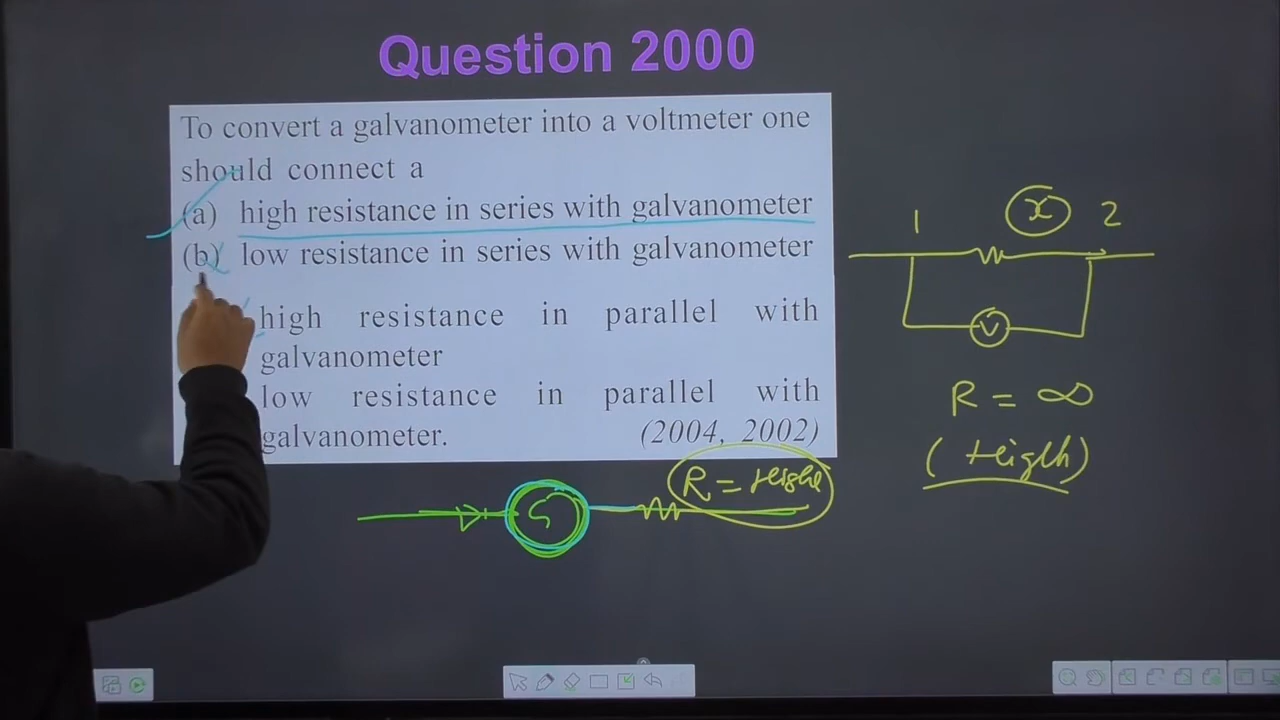 Question 2000
To convert a galvanometer into a voltmeter one
should connect a
(a) high resistance in series with galvanometer
(b) low resistance in series with galvanometer
high resistance in parallel with
galvanometer
low resistance in parallel with
galvanometer. (2004, 2002)
1 x 2
V
R = ∞
G R =